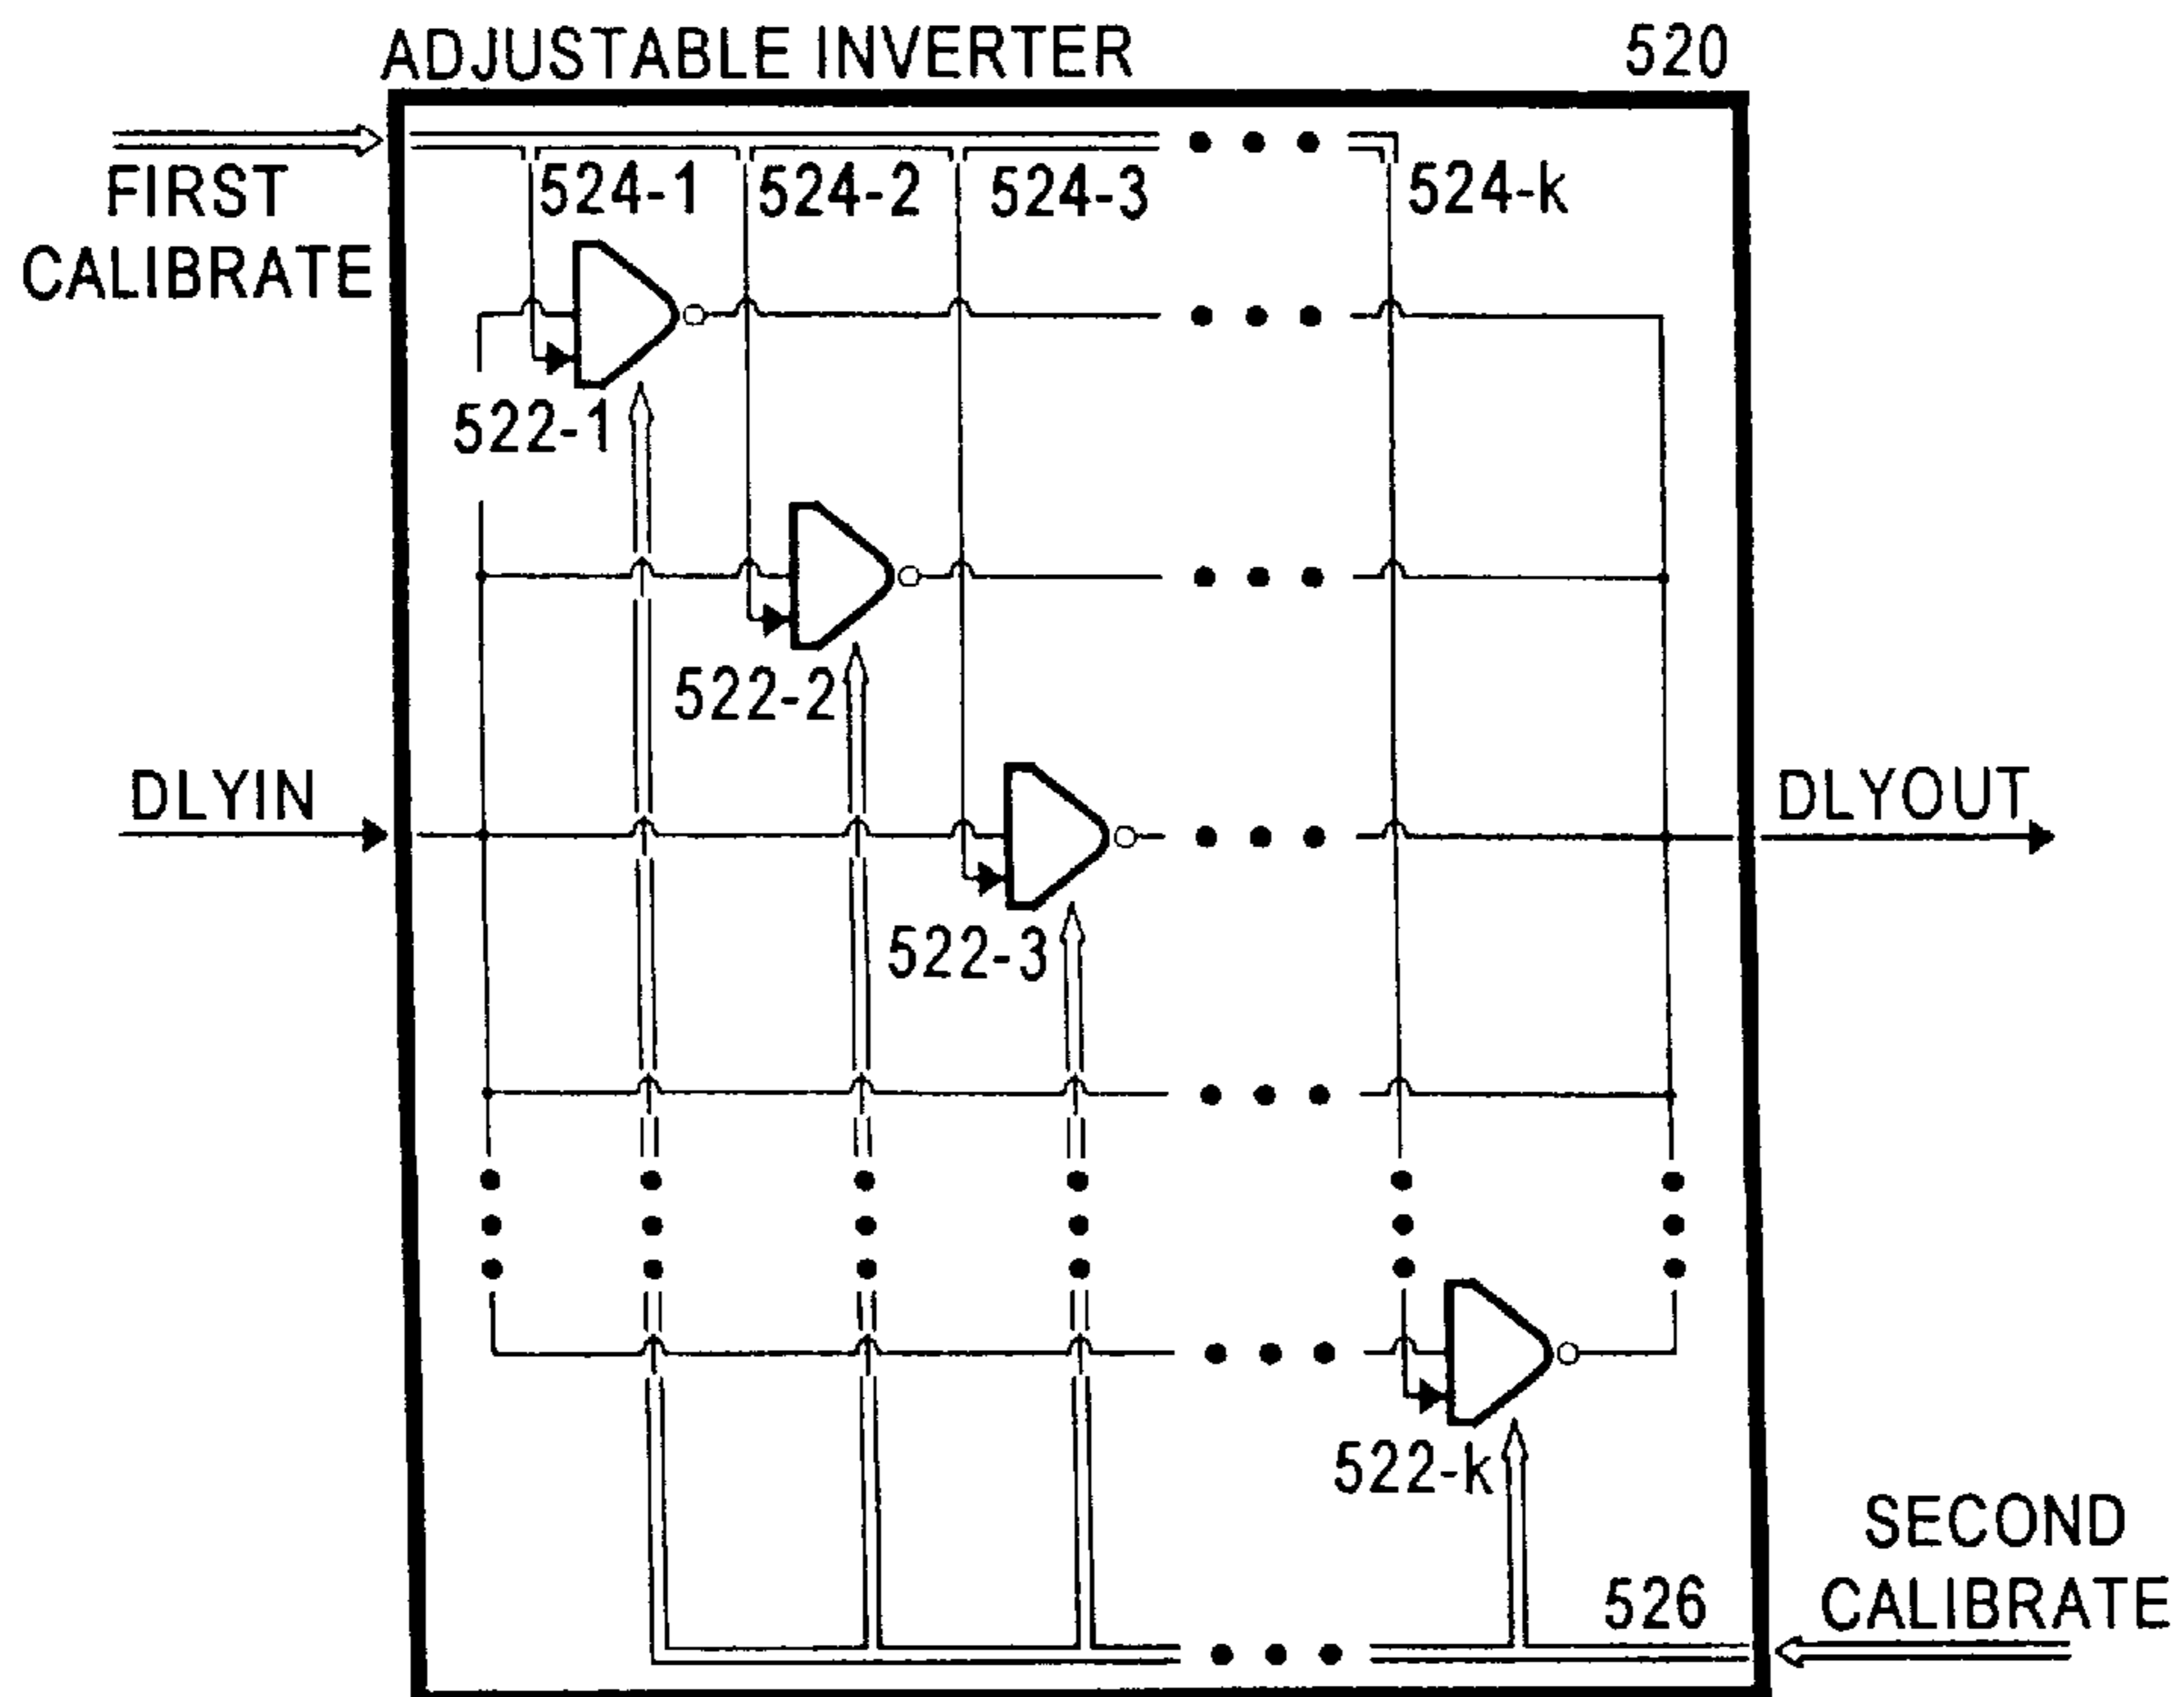 ADJUSTABLE INVERTER
520
FIRST
CALIBRATE
524-1
524-2
524-3
524-k
522-1
522-2
DLYIN
DLYOUT
522-3
522-k
SECOND
CALIBRATE
526